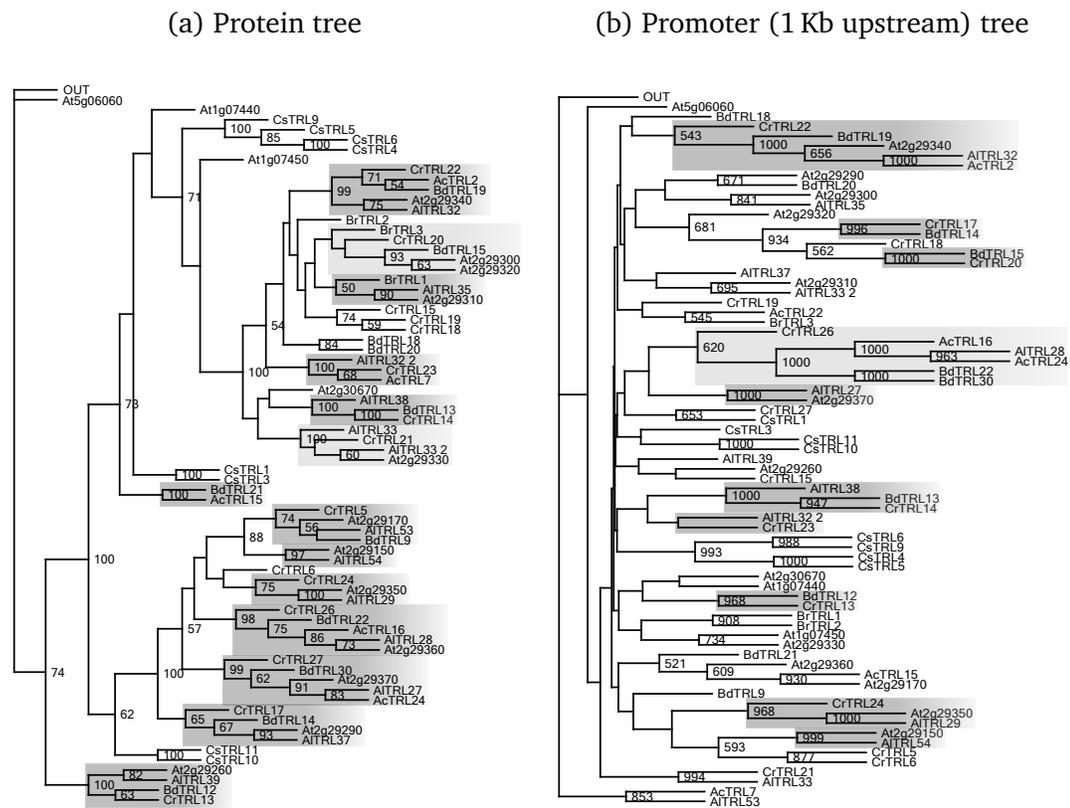 (a) Protein tree
OUT
At5g06060
At1g07440
CsTRL9
100
CsTRL5
85
CsTRL6
100
CsTRL4
At1g07450
CrTRL22
71
AcTRL2
54
99
BdTRL19
71
At2g29340
75
AlTRL32
BrTRL2
BrTRL3
CrTRL20
BdTRL15
93
At2g29300
63
At2g29320
BrTRL1
50
AlTRL35
90
At2g29310
CrTRL15
74
CrTRL19
59
54
CrTRL18
BdTRL18
84
BdTRL20
AlTRL32 2
100
CrTRL23
100
68
AcTRL7
At2g30670
AlTRL38
73
100
BdTRL13
100
CrTRL14
AlTRL33
100
CrTRL21
AlTRL33 2
60
At2g29330
CsTRL1
100
CsTRL3
BdTRL21
100
AcTRL15
CrTRL5
74
At2g29170
56
AlTRL53
88
BdTRL9
At2g29150
97
AlTRL54
100
CrTRL6
CrTRL24
75
At2g29350
100
AlTRL29
CrTRL26
98
BdTRL22
57
75
AcTRL16
86
AlTRL28
73
At2g29360
CrTRL27
99
BdTRL30
74
100
62
At2g29370
91
AlTRL27
83
AcTRL24
CrTRL17
65
BdTRL14
62
67
At2g29290
93
AlTRL37
CsTRL11
100
CsTRL10
At2g29260
82
AlTRL39
100
BdTRL12
63
CrTRL13
(b) Promoter (1 Kb upstream) tree
OUT
At5g06060
BdTRL18
CrTRL22
543
BdTRL19
1000
At2g29340
656
AlTRL32
1000
AcTRL2
At2g29290
671
BdTRL20
At2g29300
841
AlTRL35
At2g29320
681
CrTRL17
996
BdTRL14
934
CrTRL18
562
BdTRL15
1000
CrTRL20
AlTRL37
At2g29310
695
AlTRL33 2
CrTRL19
AcTRL22
545
BrTRL3
CrTRL26
620
AcTRL16
1000
AlTRL28
963
AcTRL24
1000
BdTRL22
1000
BdTRL30
AlTRL27
1000
At2g29370
CrTRL27
653
CsTRL1
CsTRL3
CsTRL11
1000
CsTRL10
AlTRL39
At2g29260
CrTRL15
AlTRL38
1000
BdTRL13
947
CrTRL14
AlTRL32 2
CrTRL23
CsTRL6
988
CsTRL9
993
CsTRL4
1000
CsTRL5
At2g30670
At1g07440
BdTRL12
968
CrTRL13
BrTRL1
908
BrTRL2
At1g07450
734
At2g29330
BdTRL21
521
At2g29360
609
AcTRL15
930
At2g29170
BdTRL9
CrTRL24
968
At2g29350
1000
AlTRL29
At2g29150
999
AlTRL54
593
CrTRL5
877
CrTRL6
CrTRL21
994
AlTRL33
AcTRL7
853
AlTRL53